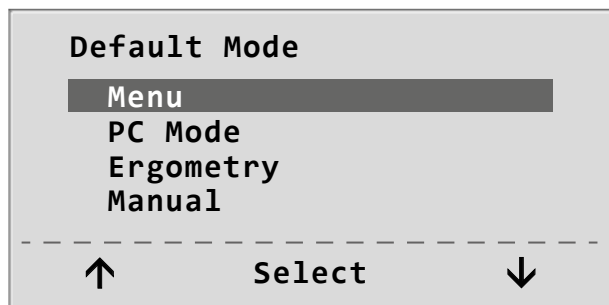 Default Mode
Menu
PC Mode
Ergometry
Manual
↑ Select ↓